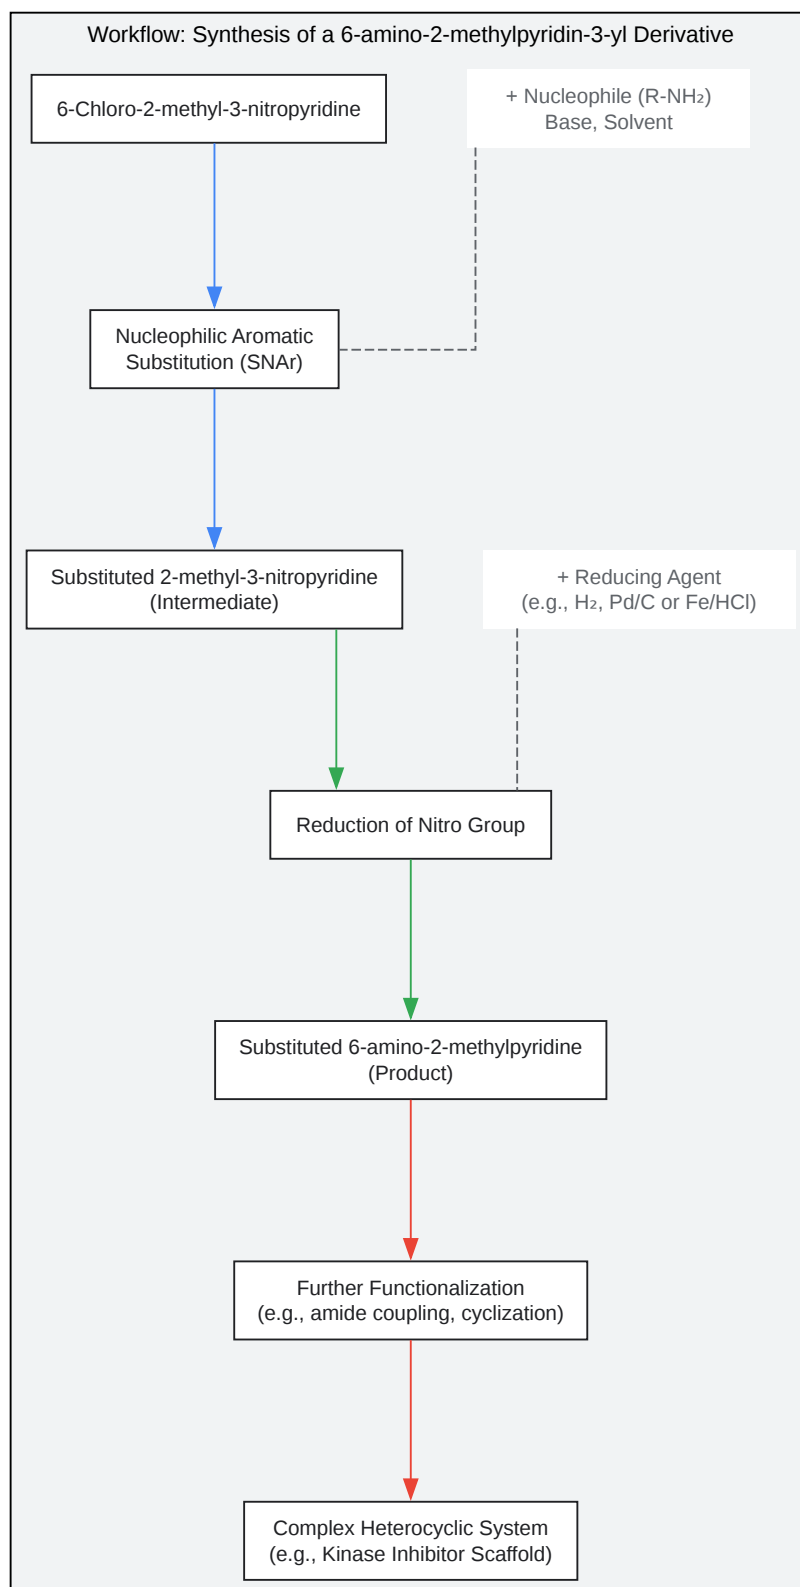 Workflow: Synthesis of a 6-amino-2-methylpyridin-3-yl Derivative
6-Chloro-2-methyl-3-nitropyridine
+ Nucleophile (R-NH₂)
Base, Solvent
Nucleophilic Aromatic
Substitution (SNAr)
Substituted 2-methyl-3-nitropyridine
(Intermediate)
+ Reducing Agent
(e.g., H₂, Pd/C or Fe/HCl)
Reduction of Nitro Group
Substituted 6-amino-2-methylpyridine
(Product)
Further Functionalization
(e.g., amide coupling, cyclization)
Complex Heterocyclic System
(e.g., Kinase Inhibitor Scaffold)